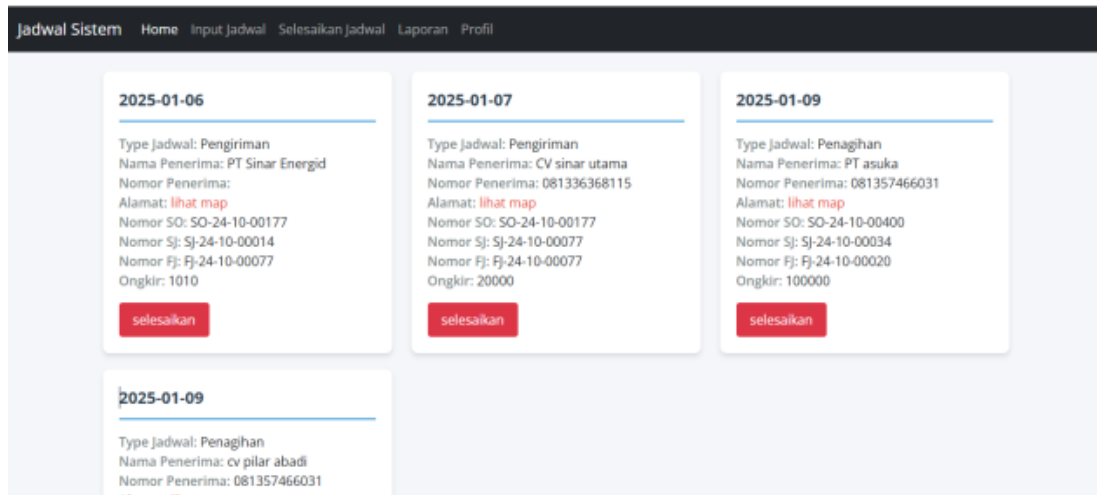 Jadwal Sistem Home Input Jadwal Selesaikan Jadwal Laporan Profil
2025-01-06
Type Jadwal: Pengiriman
Nama Penerima: PT Sinar Energid
Nomor Penerima:
Alamat: lihat map
Nomor SO: SO-24-10-00177
Nomor SJ: SJ-24-10-00014
Nomor FJ: FJ-24-10-00077
Ongkir: 1010
selesaikan
2025-01-07
Type Jadwal: Pengiriman
Nama Penerima: CV sinar utama
Nomor Penerima: 081336368115
Alamat: lihat map
Nomor SO: SO-24-10-00177
Nomor SJ: SJ-24-10-00077
Nomor FJ: FJ-24-10-00077
Ongkir: 20000
selesaikan
2025-01-09
Type Jadwal: Penagihan
Nama Penerima: PT asuka
Nomor Penerima: 081357466031
Alamat: lihat map
Nomor SO: SO-24-10-00400
Nomor SJ: SJ-24-10-00034
Nomor FJ: FJ-24-10-00020
Ongkir: 100000
selesaikan
2025-01-09
Type Jadwal: Penagihan
Nama Penerima: cv pilar abadi
Nomor Penerima: 081357466031